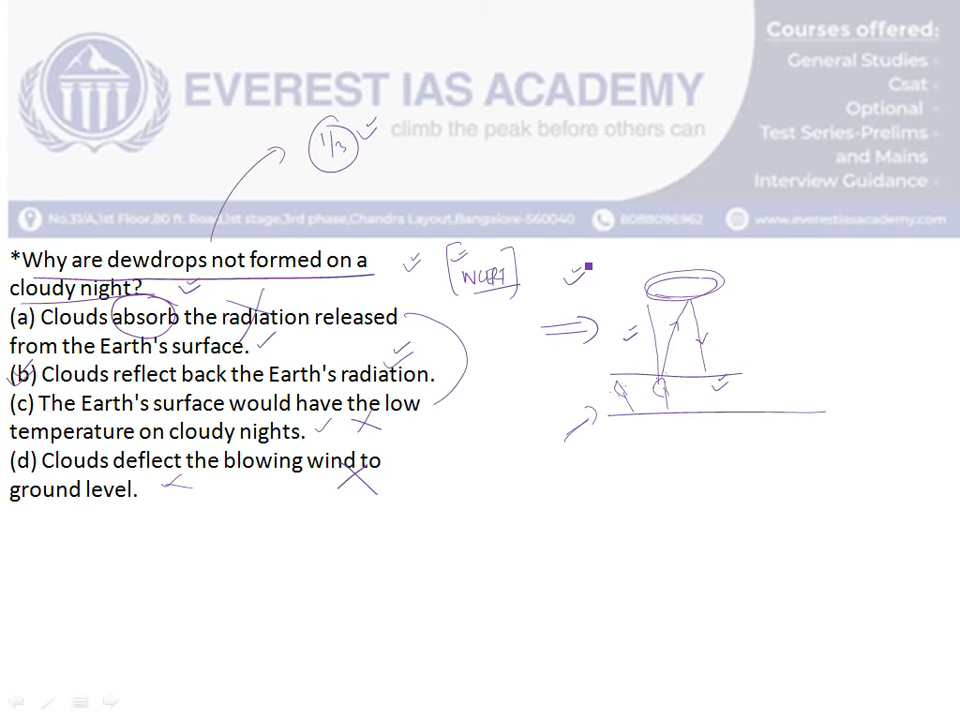 Courses offered:
General Studies
Csat
Optional
Test Series-Prelims
and Mains
Interview Guidance
EVEREST IAS ACADEMY
climb the peak before others can
No.31/A,1st Floor,80 ft. Road,1st stage,3rd phase,Chandra Layout,Bangalore-560040
8088096962
www.everestiasacademy.com
1/3
*Why are dewdrops not formed on a
cloudy night?
(a) Clouds absorb the radiation released
from the Earth's surface.
(b) Clouds reflect back the Earth's radiation.
(c) The Earth's surface would have the low
temperature on cloudy nights.
(d) Clouds deflect the blowing wind to
ground level.
NCERT